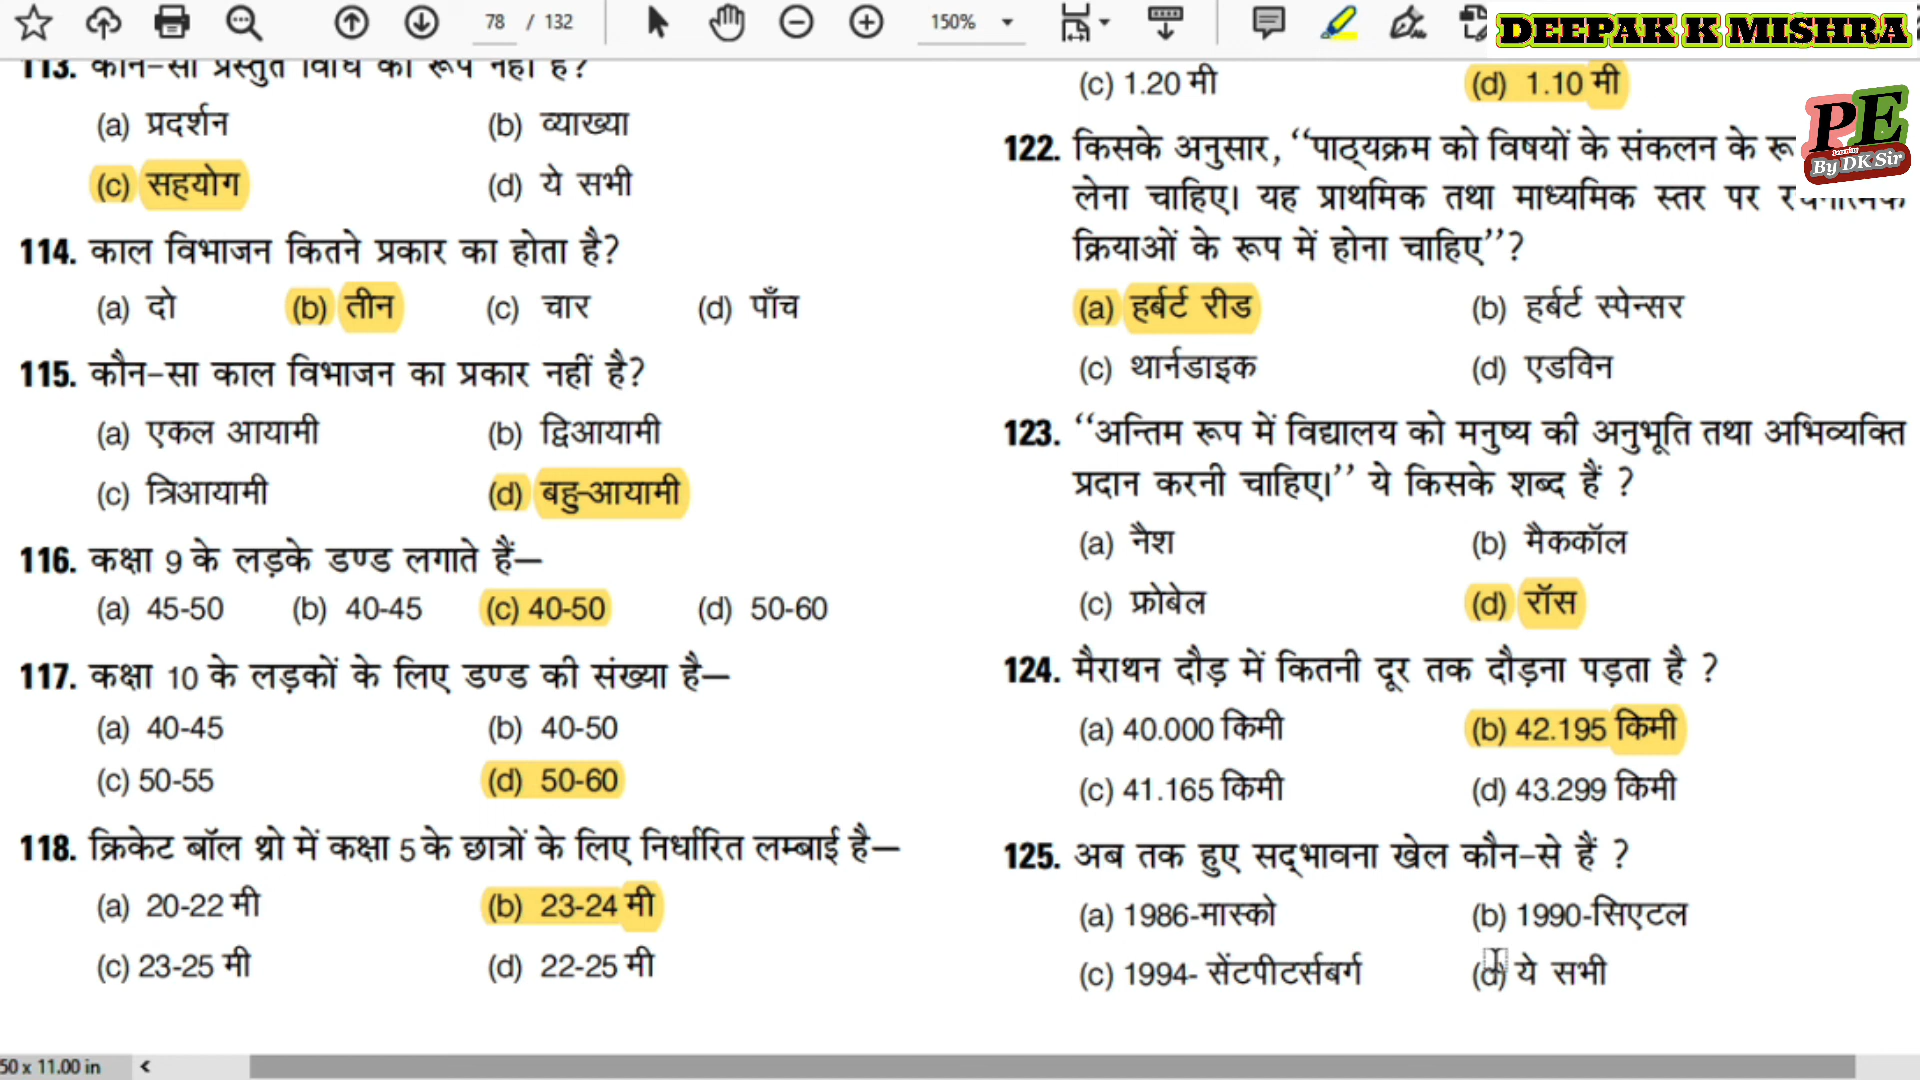 78 / 132
150%
DEEPAK K MISHRA
PE
By DK Sir
113. कौन-सा प्रस्तुत विधि का रूप नहीं है?
(a) प्रदर्शन (b) व्याख्या
(c) सहयोग (d) ये सभी
114. काल विभाजन कितने प्रकार का होता है?
(a) दो (b) तीन (c) चार (d) पाँच
115. कौन-सा काल विभाजन का प्रकार नहीं है?
(a) एकल आयामी (b) द्विआयामी
(c) त्रिआयामी (d) बहु-आयामी
116. कक्षा 9 के लड़के डण्ड लगाते हैं—
(a) 45-50 (b) 40-45 (c) 40-50 (d) 50-60
117. कक्षा 10 के लड़कों के लिए डण्ड की संख्या है—
(a) 40-45 (b) 40-50
(c) 50-55 (d) 50-60
118. क्रिकेट बॉल थ्रो में कक्षा 5 के छात्रों के लिए निर्धारित लम्बाई है—
(a) 20-22 मी (b) 23-24 मी
(c) 23-25 मी (d) 22-25 मी
(c) 1.20 मी (d) 1.10 मी
122. किसके अनुसार, ‘‘पाठ्यक्रम को विषयों के संकलन के रू
लेना चाहिए। यह प्राथमिक तथा माध्यमिक स्तर पर रचनात्मक
क्रियाओं के रूप में होना चाहिए’’?
(a) हर्बर्ट रीड (b) हर्बर्ट स्पेन्सर
(c) थार्नडाइक (d) एडविन
123. ‘‘अन्तिम रूप में विद्यालय को मनुष्य की अनुभूति तथा अभिव्यक्ति
प्रदान करनी चाहिए।’’ ये किसके शब्द हैं ?
(a) नैश (b) मैककॉल
(c) फ्रोबेल (d) रॉस
124. मैराथन दौड़ में कितनी दूर तक दौड़ना पड़ता है ?
(a) 40.000 किमी (b) 42.195 किमी
(c) 41.165 किमी (d) 43.299 किमी
125. अब तक हुए सद्भावना खेल कौन-से हैं ?
(a) 1986-मास्को (b) 1990-सिएटल
(c) 1994- सेंटपीटर्सबर्ग (d) ये सभी
50 x 11.00 in